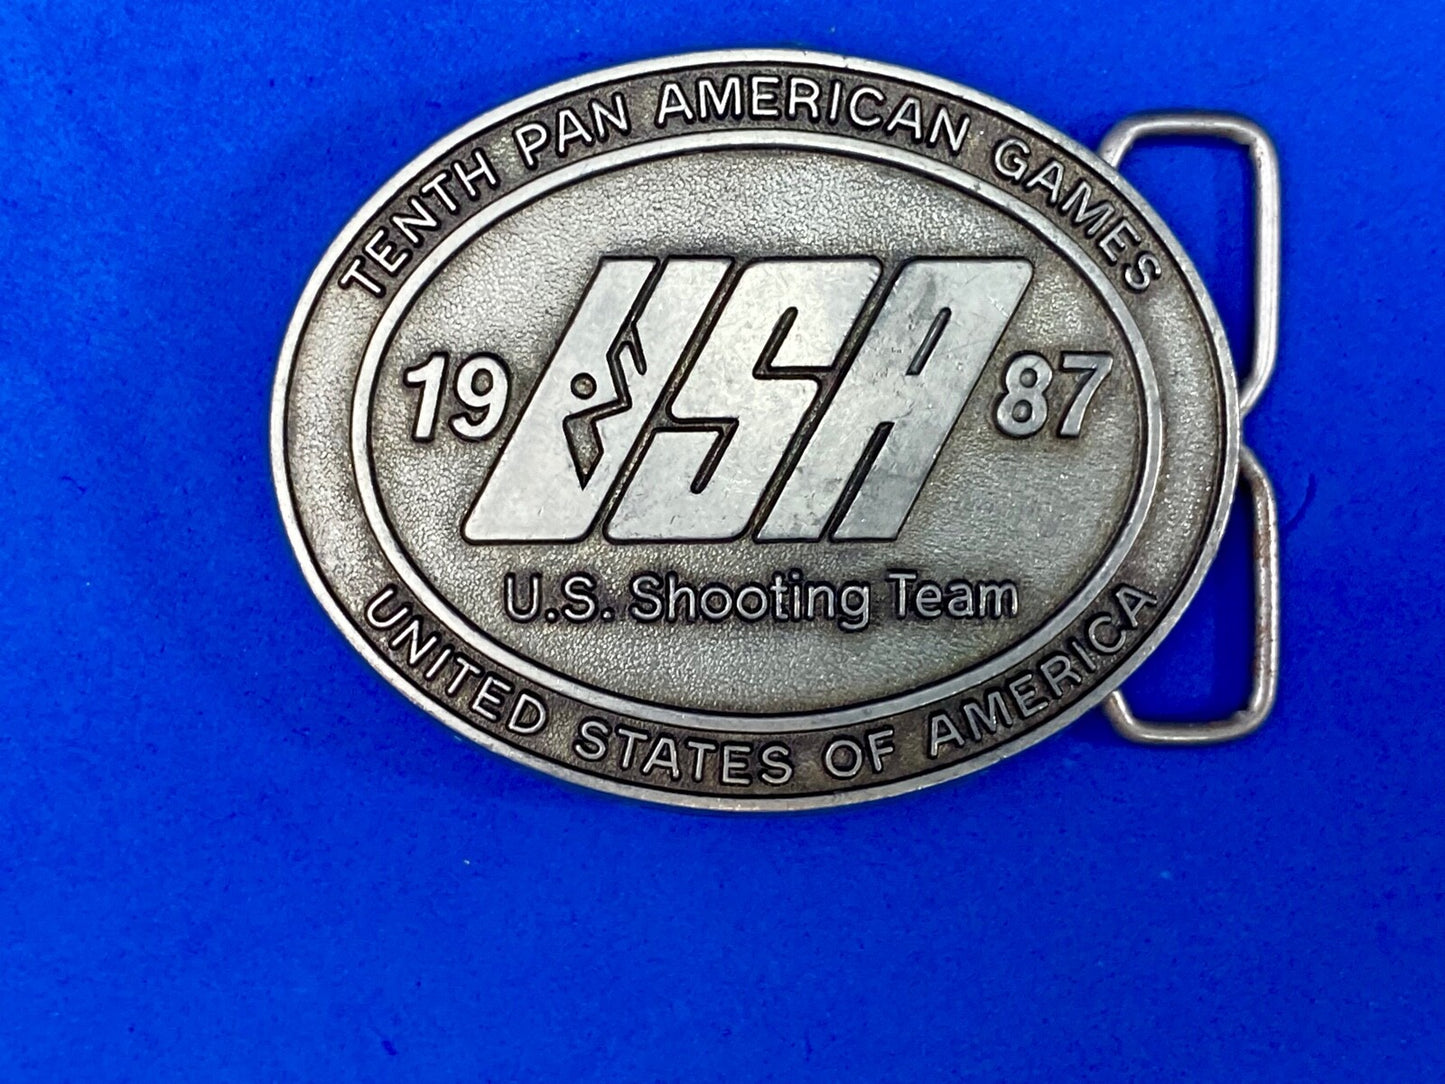 TENTH PAN AMERICAN GAMES
19 USA 87
U.S. Shooting Team
UNITED STATES OF AMERICA